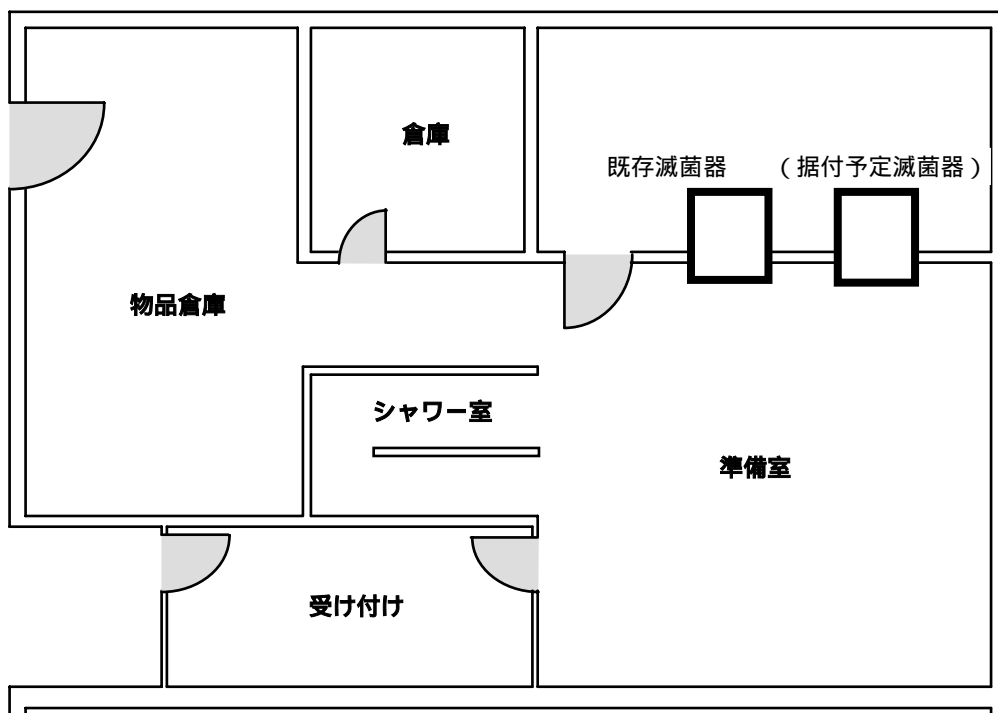 倉庫
既存滅菌器
(据付予定滅菌器)
物品倉庫
シャワー室
準備室
受け付け